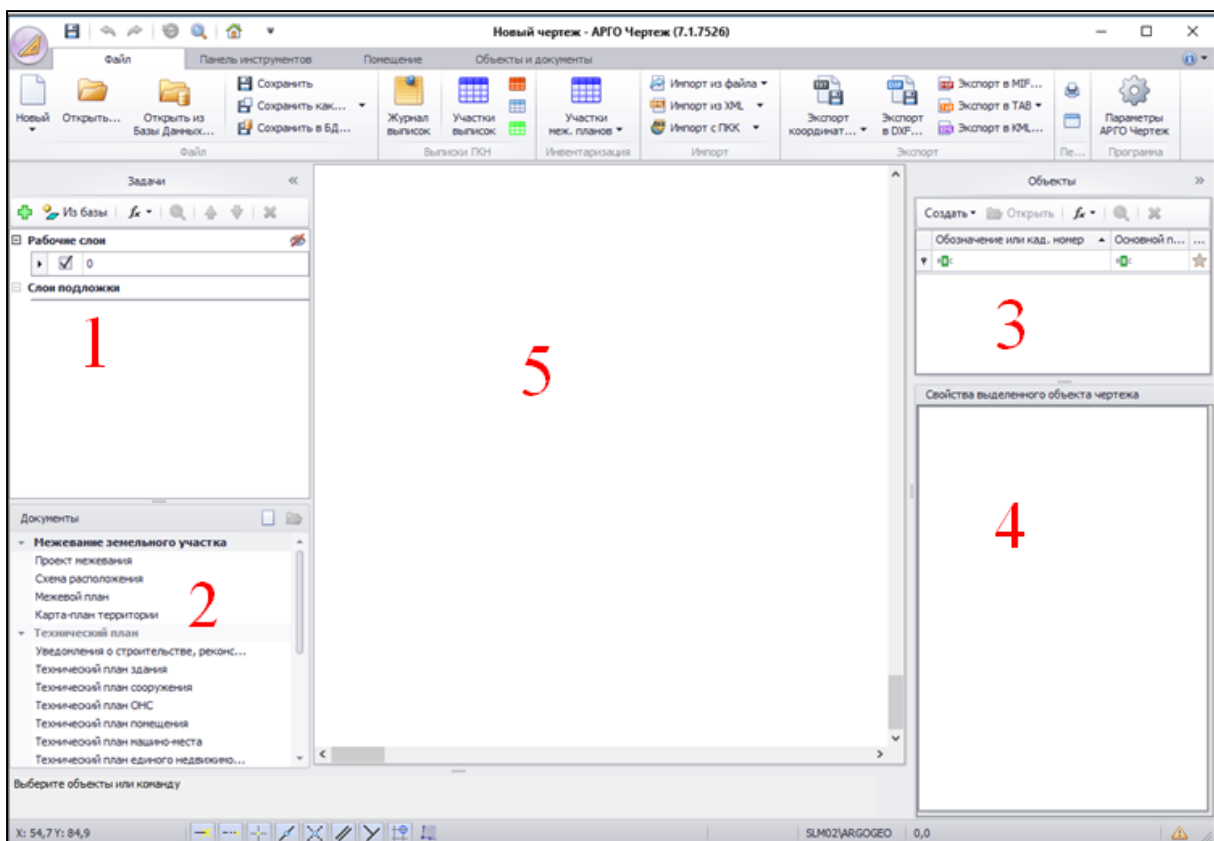 Новый чертеж - АРГО Чертеж (7.1.7526)
Файл Панель инструментов Помещение Объекты и документы
Новый Открыть... Открыть из Базы Данных... Сохранить Сохранить как... Сохранить в БД...
Журнал выписок Участки выписок Участки меж. планов
Импорт из файла Импорт из XML Импорт с ПКК
Экспорт координат... Экспорт в DXF... Экспорт в MIF... Экспорт в TAB Экспорт в KML...
Параметры АРГО Чертеж
Файл Выписки ПКН Инвентаризация Импорт Экспорт Пе... Программа
Задачи
Из базы fx
Рабочие слои
0
Слои подложки
1
Документы
Межевание земельного участка
Проект межевания
Схема расположения
Межевой план
Карта-план территории
2
Технический план
Уведомления о строительстве, реконс...
Технический план здания
Технический план сооружения
Технический план ОНС
Технический план помещения
Технический план машино-места
Технический план единого недвижимо...
5
Объекты
Создать Открыть fx
Обозначение или кад. номер Основной п... ...
3
Свойства выделенного объекта чертежа
4
Выберите объекты или команду
X: 54,7 Y: 84,9 SLM02\ARGOGEO 0,0